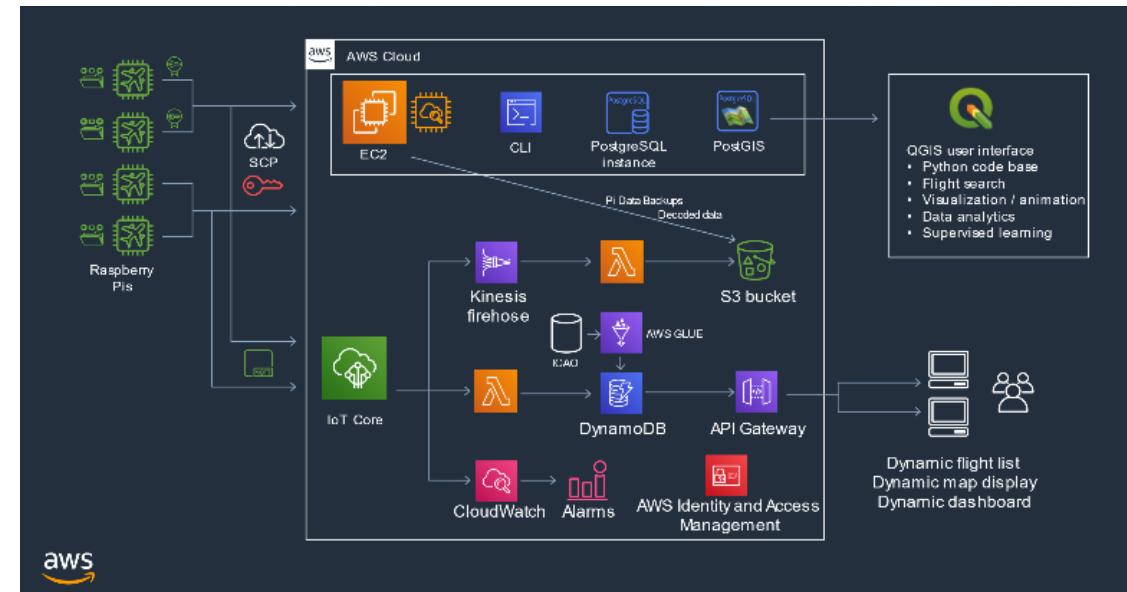 aws
AWS Cloud
EC2
CLI
PostgreSQL
PostgreSQL
instance
PostgreSQL
PostGIS
SCP
Raspberry
Pis
QGIS user interface
• Python code base
• Flight search
• Visualization / animation
• Data analytics
• Supervised learning
Pi Data Backups
Decoded data
Kinesis
firehose
S3 bucket
ICAO
AWS GLUE
IoT Core
DynamoDB
API Gateway
CloudWatch
Alarms
AWS Identity and Access
Management
Dynamic flight list
Dynamic map display
Dynamic dashboard
aws